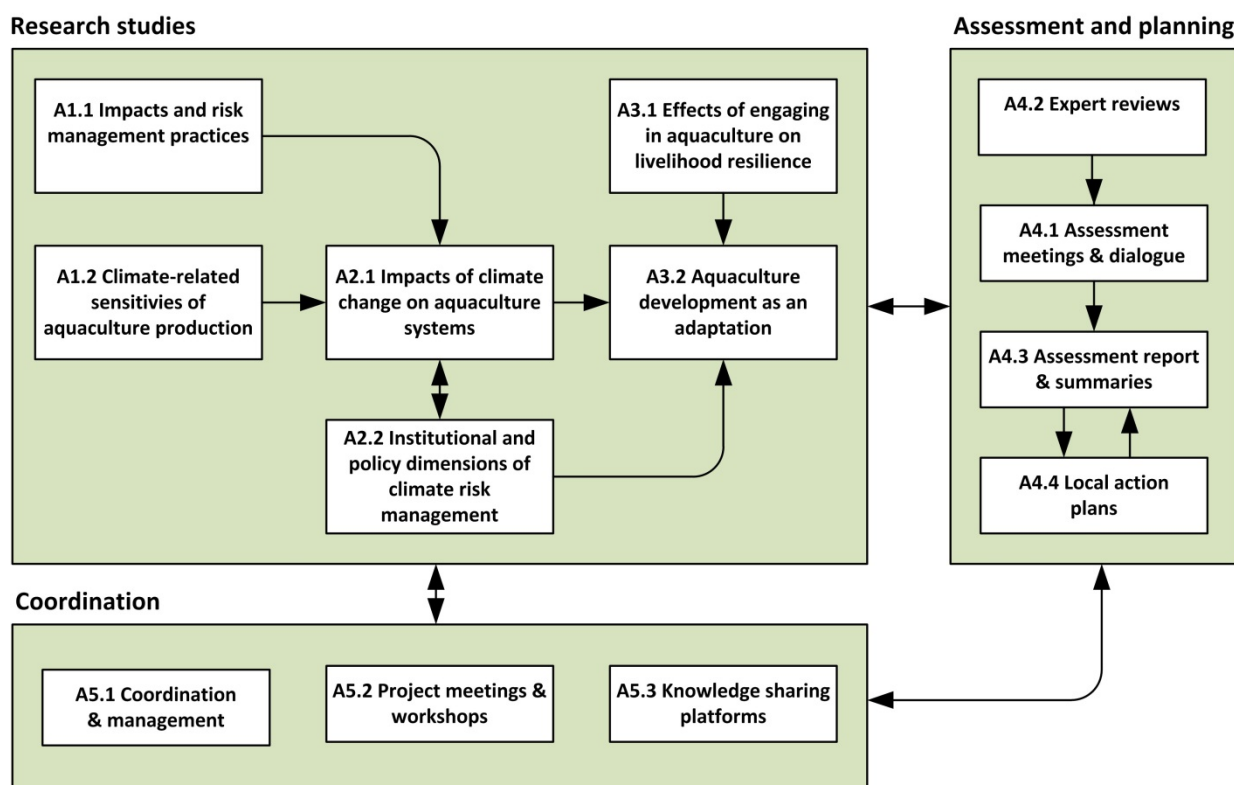 Research studies
A1.1 Impacts and risk
management practices
A3.1 Effects of engaging
in aquaculture on
livelihood resilience
A1.2 Climate-related
sensitivies of
aquaculture production
A2.1 Impacts of climate
change on aquaculture
systems
A3.2 Aquaculture
development as an
adaptation
A2.2 Institutional and
policy dimensions of
climate risk
management
Assessment and planning
A4.2 Expert reviews
A4.1 Assessment
meetings & dialogue
A4.3 Assessment report
& summaries
A4.4 Local action
plans
Coordination
A5.1 Coordination
& management
A5.2 Project meetings &
workshops
A5.3 Knowledge sharing
platforms